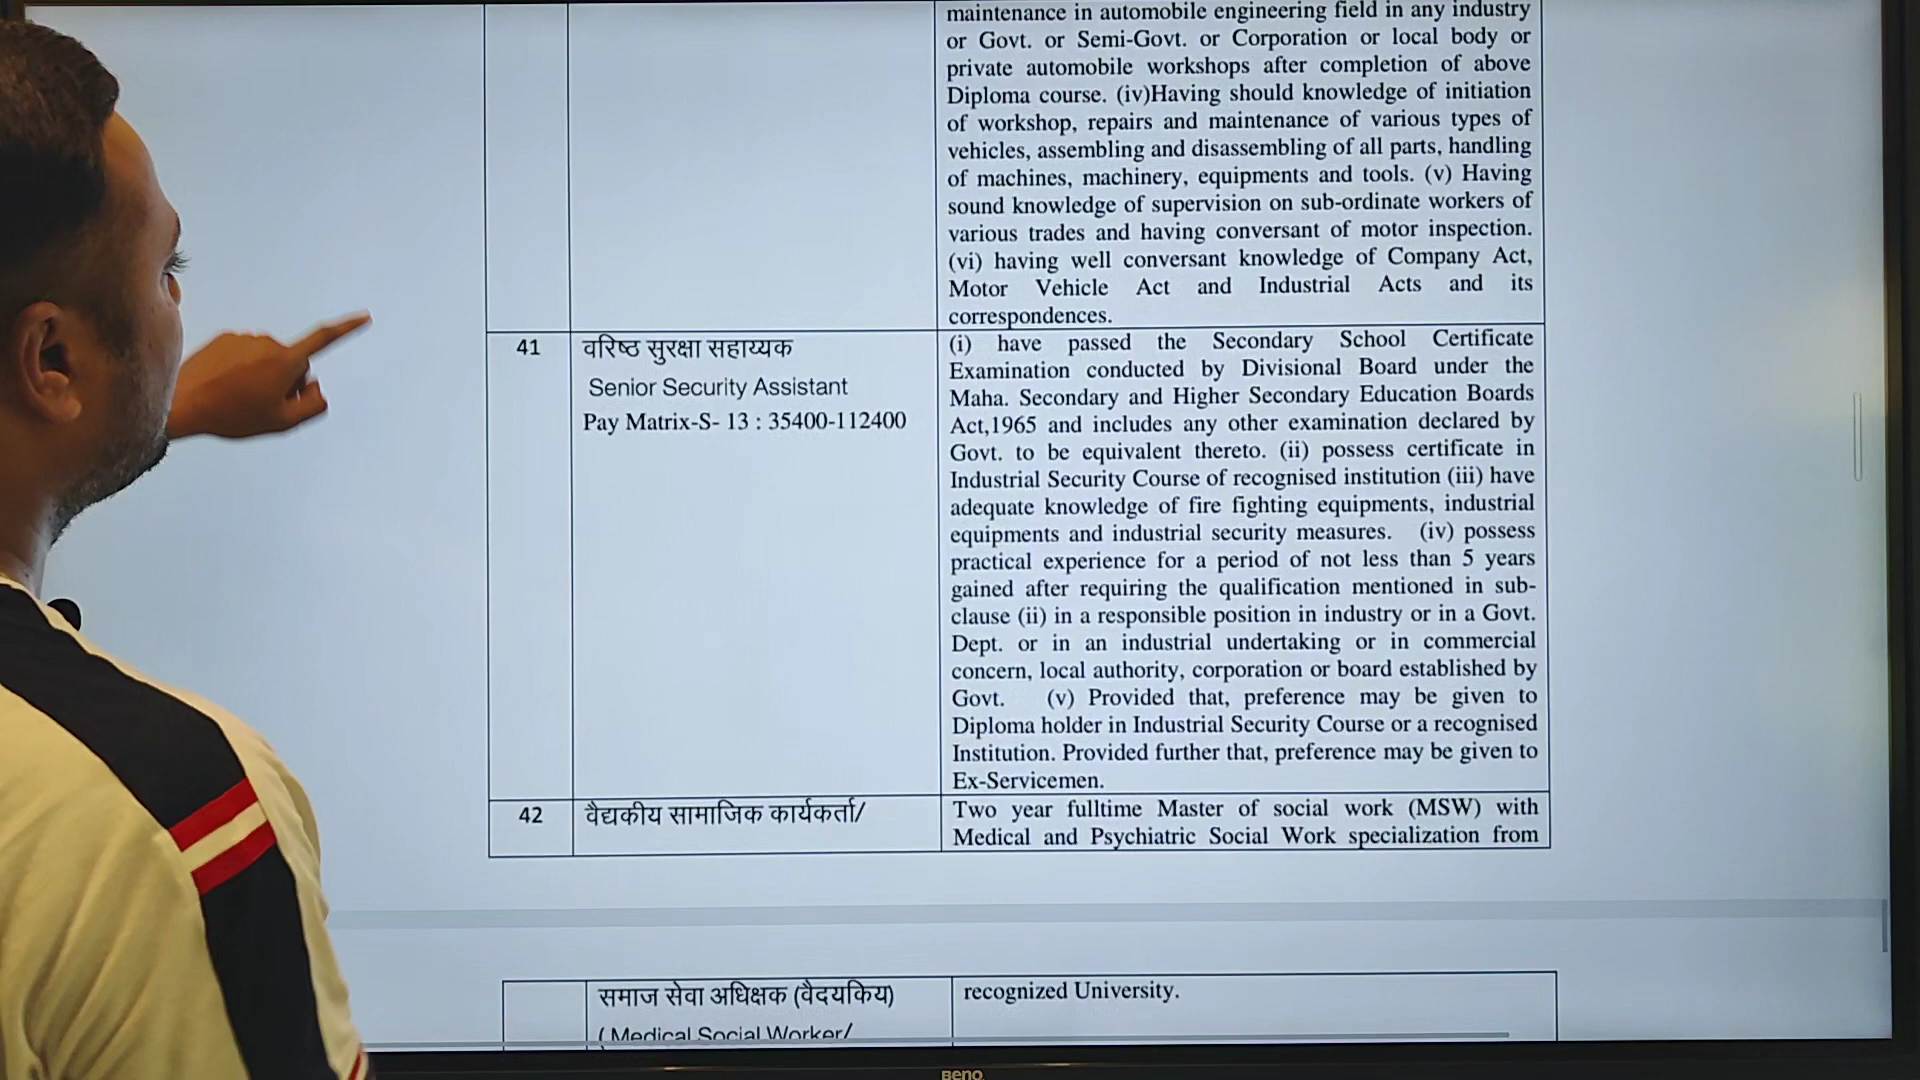 maintenance in automobile engineering field in any industry
or Govt. or Semi-Govt. or Corporation or local body or
private automobile workshops after completion of above
Diploma course. (iv)Having should knowledge of initiation
of workshop, repairs and maintenance of various types of
vehicles, assembling and disassembling of all parts, handling
of machines, machinery, equipments and tools. (v) Having
sound knowledge of supervision on sub-ordinate workers of
various trades and having conversant of motor inspection.
(vi) having well conversant knowledge of Company Act,
Motor Vehicle Act and Industrial Acts and its
correspondences.
41
वरिष्ठ सुरक्षा सहाय्यक
Senior Security Assistant
Pay Matrix-S- 13 : 35400-112400
(i) have passed the Secondary School Certificate
Examination conducted by Divisional Board under the
Maha. Secondary and Higher Secondary Education Boards
Act,1965 and includes any other examination declared by
Govt. to be equivalent thereto. (ii) possess certificate in
Industrial Security Course of recognised institution (iii) have
adequate knowledge of fire fighting equipments, industrial
equipments and industrial security measures. (iv) possess
practical experience for a period of not less than 5 years
gained after requiring the qualification mentioned in sub-
clause (ii) in a responsible position in industry or in a Govt.
Dept. or in an industrial undertaking or in commercial
concern, local authority, corporation or board established by
Govt. (v) Provided that, preference may be given to
Diploma holder in Industrial Security Course or a recognised
Institution. Provided further that, preference may be given to
Ex-Servicemen.
42
वैद्यकीय सामाजिक कार्यकर्ता/
Two year fulltime Master of social work (MSW) with
Medical and Psychiatric Social Work specialization from
समाज सेवा अधिक्षक (वैदयकिय)
(Medical Social Worker/
recognized University.
BenQ